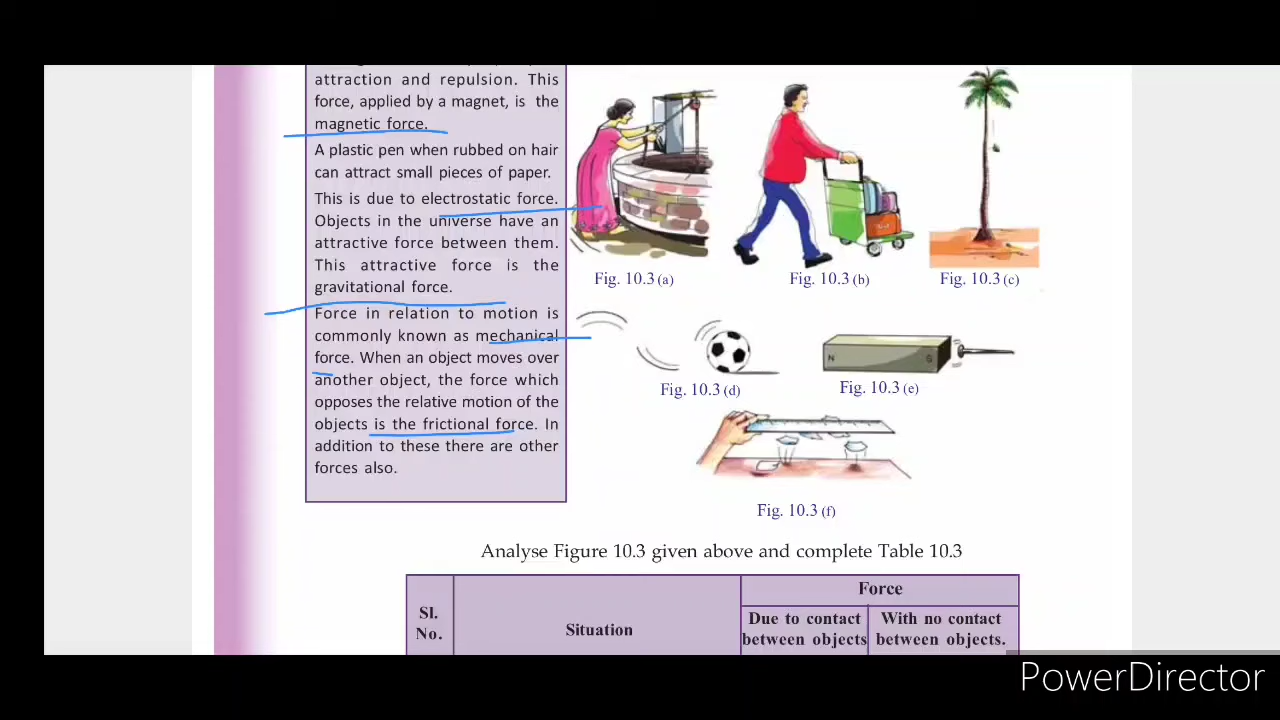 attraction and repulsion. This
force, applied by a magnet, is the
magnetic force.
A plastic pen when rubbed on hair
can attract small pieces of paper.
This is due to electrostatic force.
Objects in the universe have an
attractive force between them.
This attractive force is the
gravitational force.
Force in relation to motion is
commonly known as mechanical
force. When an object moves over
another object, the force which
opposes the relative motion of the
objects is the frictional force. In
addition to these there are other
forces also.
Fig. 10.3 (a)
Fig. 10.3 (b)
Fig. 10.3 (c)
Fig. 10.3 (d)
N
S
Fig. 10.3 (e)
Fig. 10.3 (f)
Analyse Figure 10.3 given above and complete Table 10.3
Sl.
No.
Situation
Force
Due to contact
between objects
With no contact
between objects.
PowerDirector